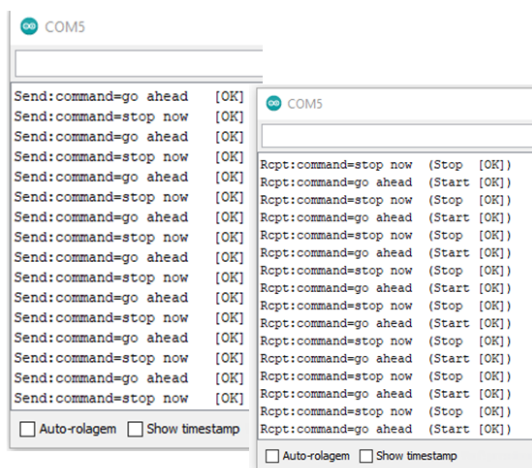 COM5
Send:command=go ahead [OK]
Send:command=stop now [OK]
Send:command=go ahead [OK]
Send:command=stop now [OK]
Send:command=go ahead [OK]
Send:command=stop now [OK]
Send:command=go ahead [OK]
Send:command=stop now [OK]
Send:command=go ahead [OK]
Send:command=stop now [OK]
Send:command=go ahead [OK]
Send:command=stop now [OK]
Send:command=go ahead [OK]
Send:command=stop now [OK]
Send:command=go ahead [OK]
Send:command=stop now [OK]
Auto-rolagem Show timestamp
COM5
Rcpt:command=stop now (Stop [OK])
Rcpt:command=go ahead (Start [OK])
Rcpt:command=stop now (Stop [OK])
Rcpt:command=go ahead (Start [OK])
Rcpt:command=stop now (Stop [OK])
Rcpt:command=go ahead (Start [OK])
Rcpt:command=stop now (Stop [OK])
Rcpt:command=go ahead (Start [OK])
Rcpt:command=stop now (Stop [OK])
Rcpt:command=go ahead (Start [OK])
Rcpt:command=stop now (Stop [OK])
Rcpt:command=go ahead (Start [OK])
Rcpt:command=stop now (Stop [OK])
Rcpt:command=go ahead (Start [OK])
Rcpt:command=stop now (Stop [OK])
Rcpt:command=go ahead (Start [OK])
Auto-rolagem Show timestamp